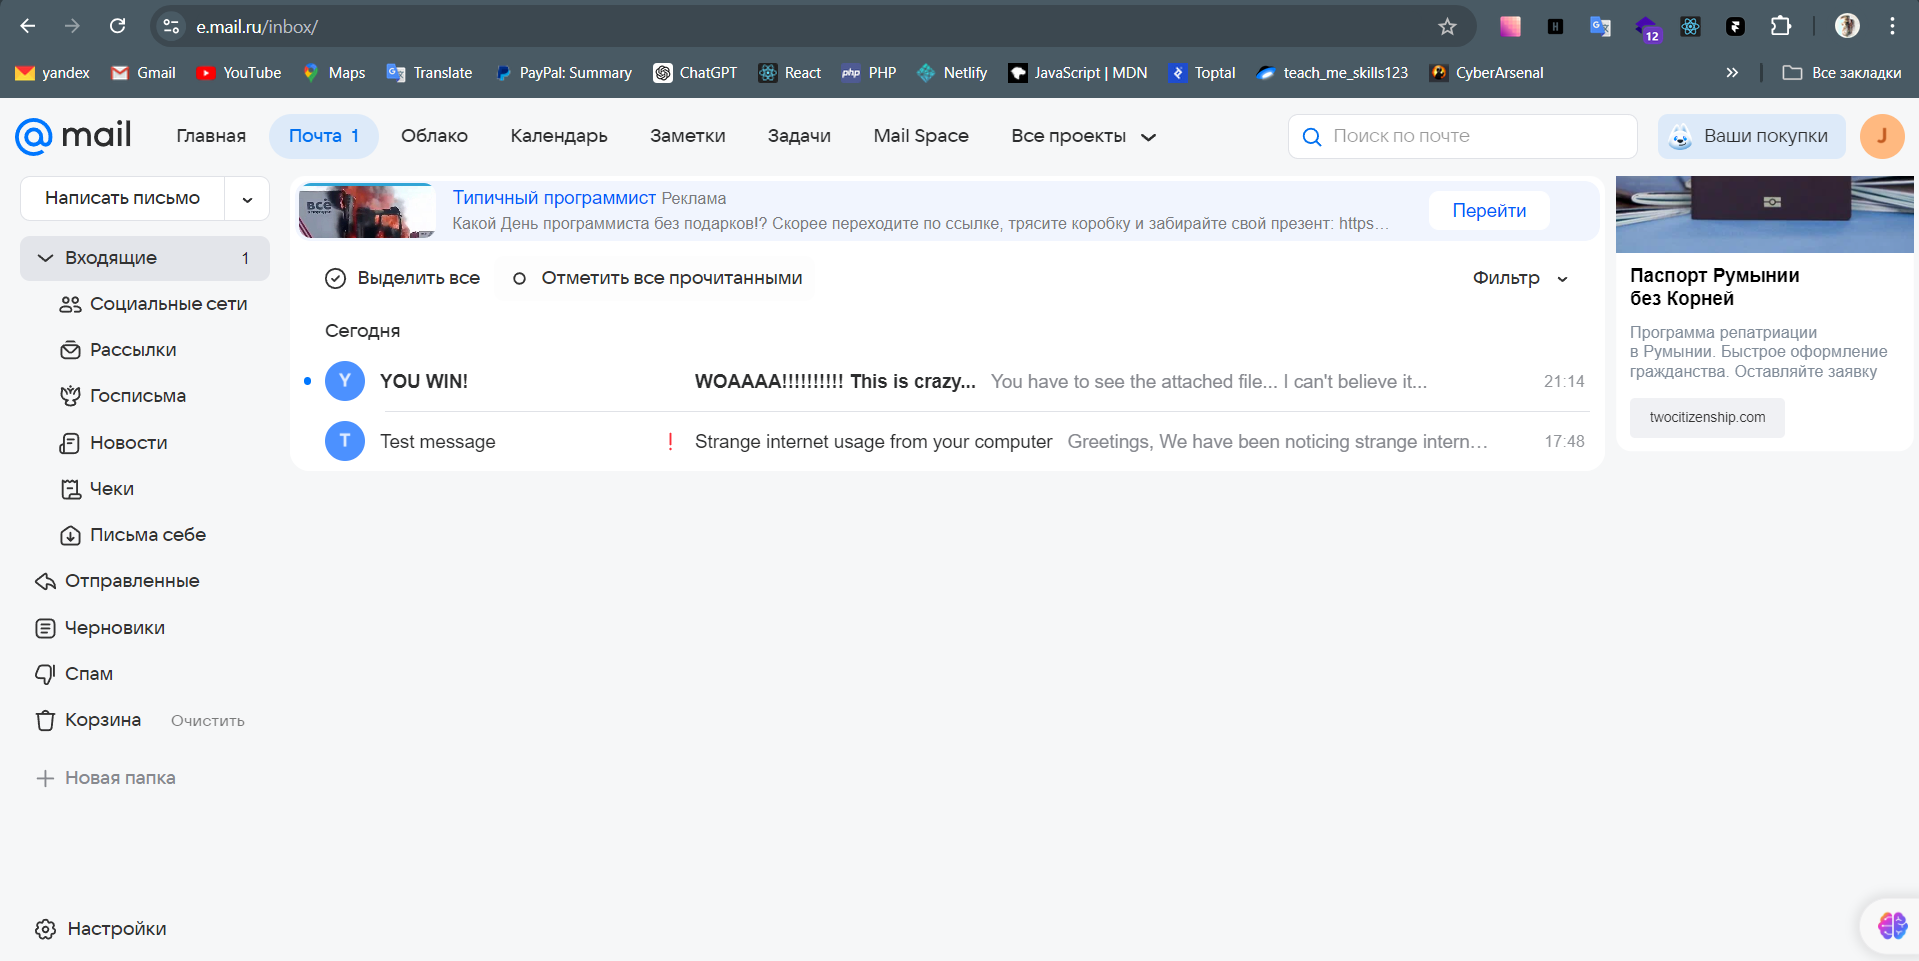 e.mail.ru/inbox/
12
yandex
Gmail
YouTube
Maps
Translate
PayPal: Summary
ChatGPT
React
php PHP
Netlify
JavaScript | MDN
Toptal
teach_me_skills123
CyberArsenal
Все закладки
mail
Главная
Почта 1
Облако
Календарь
Заметки
Задачи
Mail Space
Все проекты
Поиск по почте
Ваши покупки
J
Написать письмо
Входящие 1
Социальные сети
Рассылки
Госписьма
Новости
Чеки
Письма себе
Отправленные
Черновики
Спам
Корзина Очистить
Новая папка
Настройки
ВСЁ
Типичный программист Реклама
Какой День программиста без подарков!? Скорее переходите по ссылке, трясите коробку и забирайте свой презент: https...
Перейти
Выделить все
Отметить все прочитанными
Фильтр
Сегодня
Y YOU WIN! WOAAAA!!!!!!!!!! This is crazy... You have to see the attached file... I can't believe it... 21:14
T Test message ! Strange internet usage from your computer Greetings, We have been noticing strange intern... 17:48
Паспорт Румынии
без Корней
Программа репатриации
в Румынии. Быстрое оформление
гражданства. Оставляйте заявку
twocitizenship.com